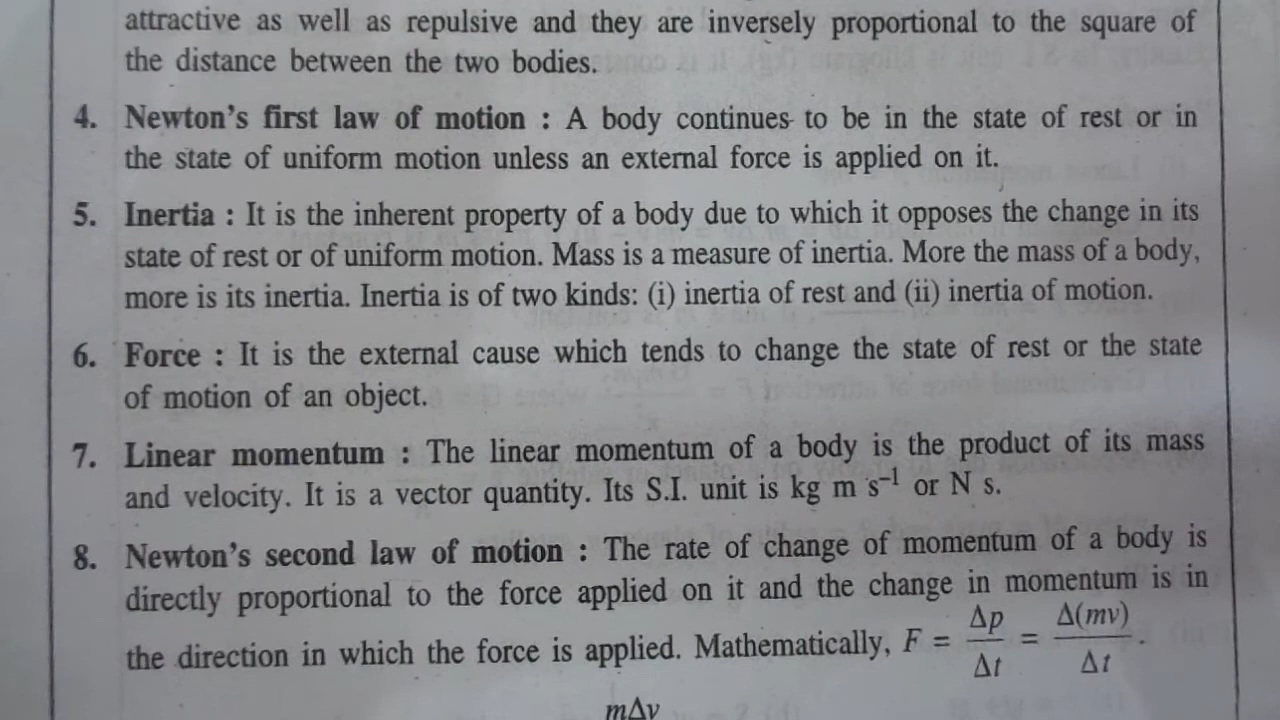 attractive as well as repulsive and they are inversely proportional to the square of
the distance between the two bodies.
4. Newton's first law of motion : A body continues to be in the state of rest or in
the state of uniform motion unless an external force is applied on it.
5. Inertia : It is the inherent property of a body due to which it opposes the change in its
state of rest or of uniform motion. Mass is a measure of inertia. More the mass of a body,
more is its inertia. Inertia is of two kinds: (i) inertia of rest and (ii) inertia of motion.
6. Force : It is the external cause which tends to change the state of rest or the state
of motion of an object.
7. Linear momentum : The linear momentum of a body is the product of its mass
and velocity. It is a vector quantity. Its S.I. unit is kg m s⁻¹ or N s.
8. Newton's second law of motion : The rate of change of momentum of a body is
directly proportional to the force applied on it and the change in momentum is in
the direction in which the force is applied. Mathematically, F = Δp/Δt = Δ(mv)/Δt.
mΔv